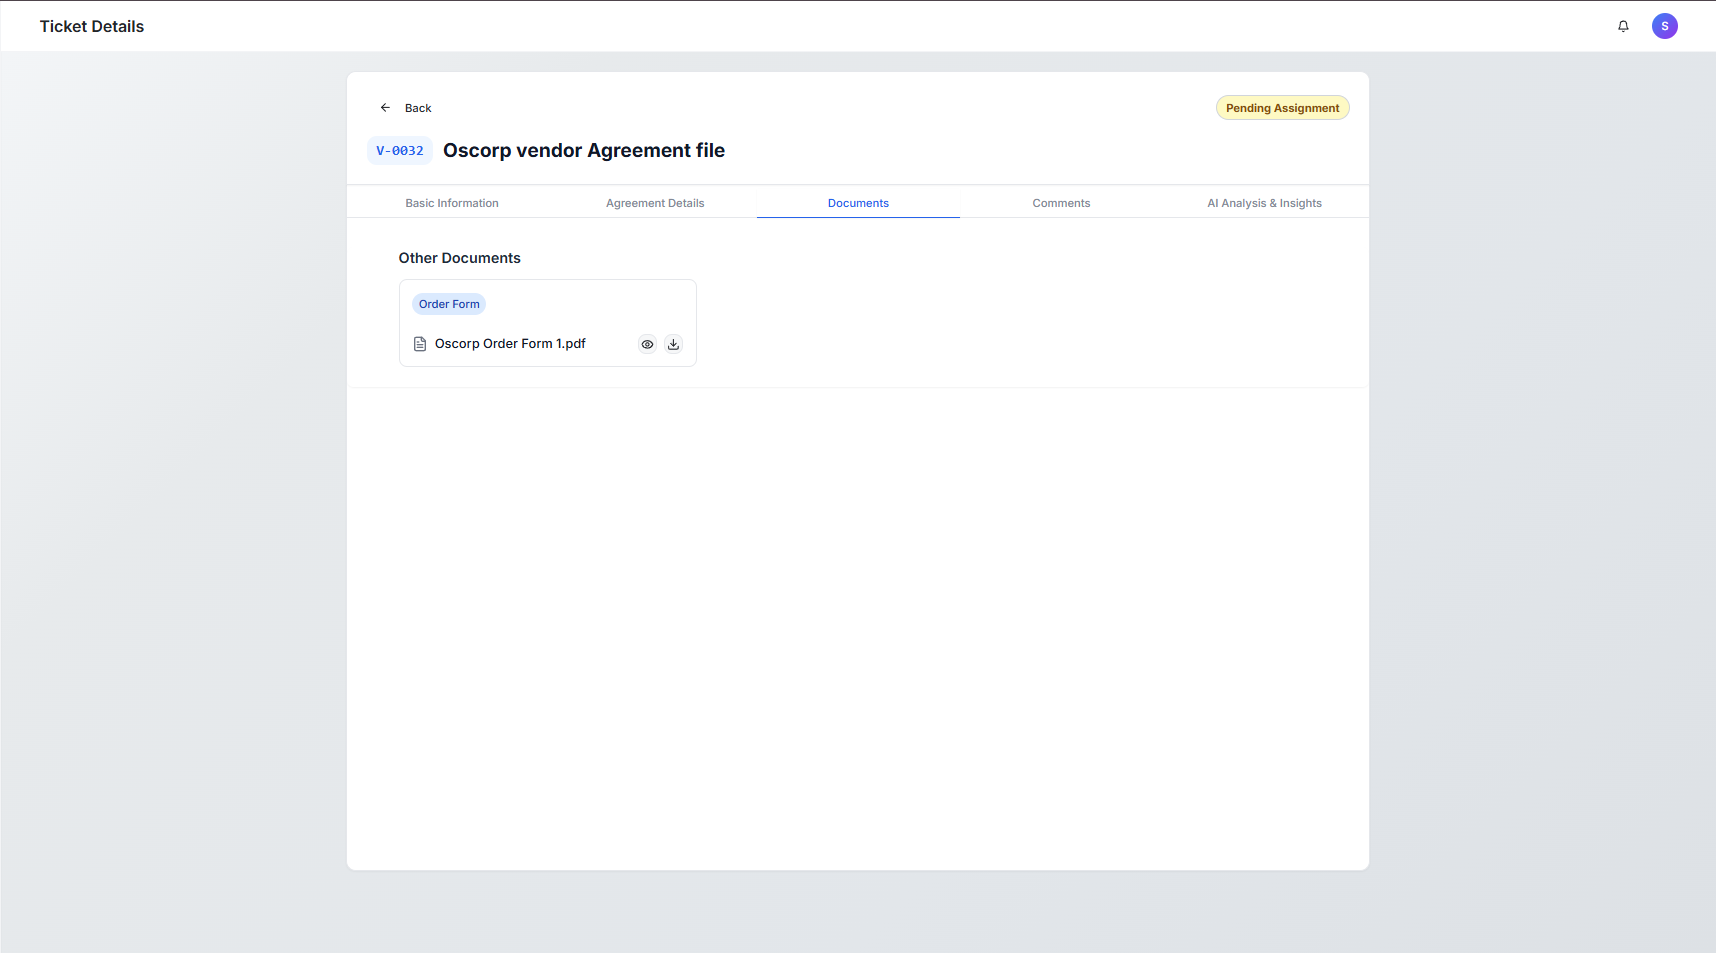 Ticket Details
S
Back
Pending Assignment
V-0032 Oscorp vendor Agreement file
Basic Information Agreement Details Documents Comments AI Analysis & Insights
Other Documents
Order Form
Oscorp Order Form 1.pdf